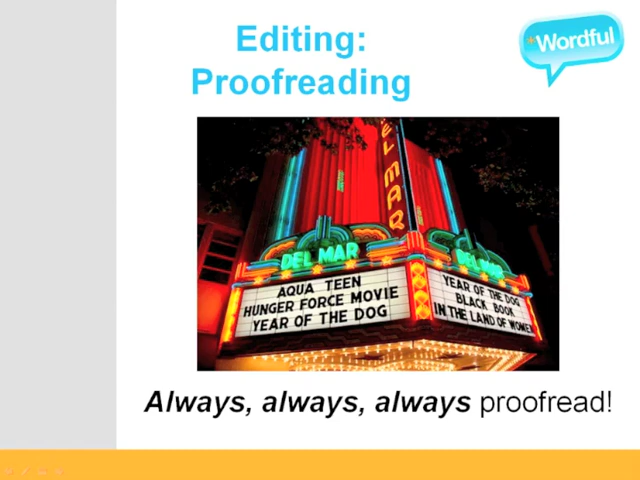 Editing:
Proofreading
*Wordful
DEL MAR
DEL MAR
DEL MAR
AQUA TEEN
HUNGER FORCE MOVIE
YEAR OF THE DOG
YEAR OF THE DOG
BLACK BOOK
IN THE LAND OF WOMEN
Always, always, always proofread!